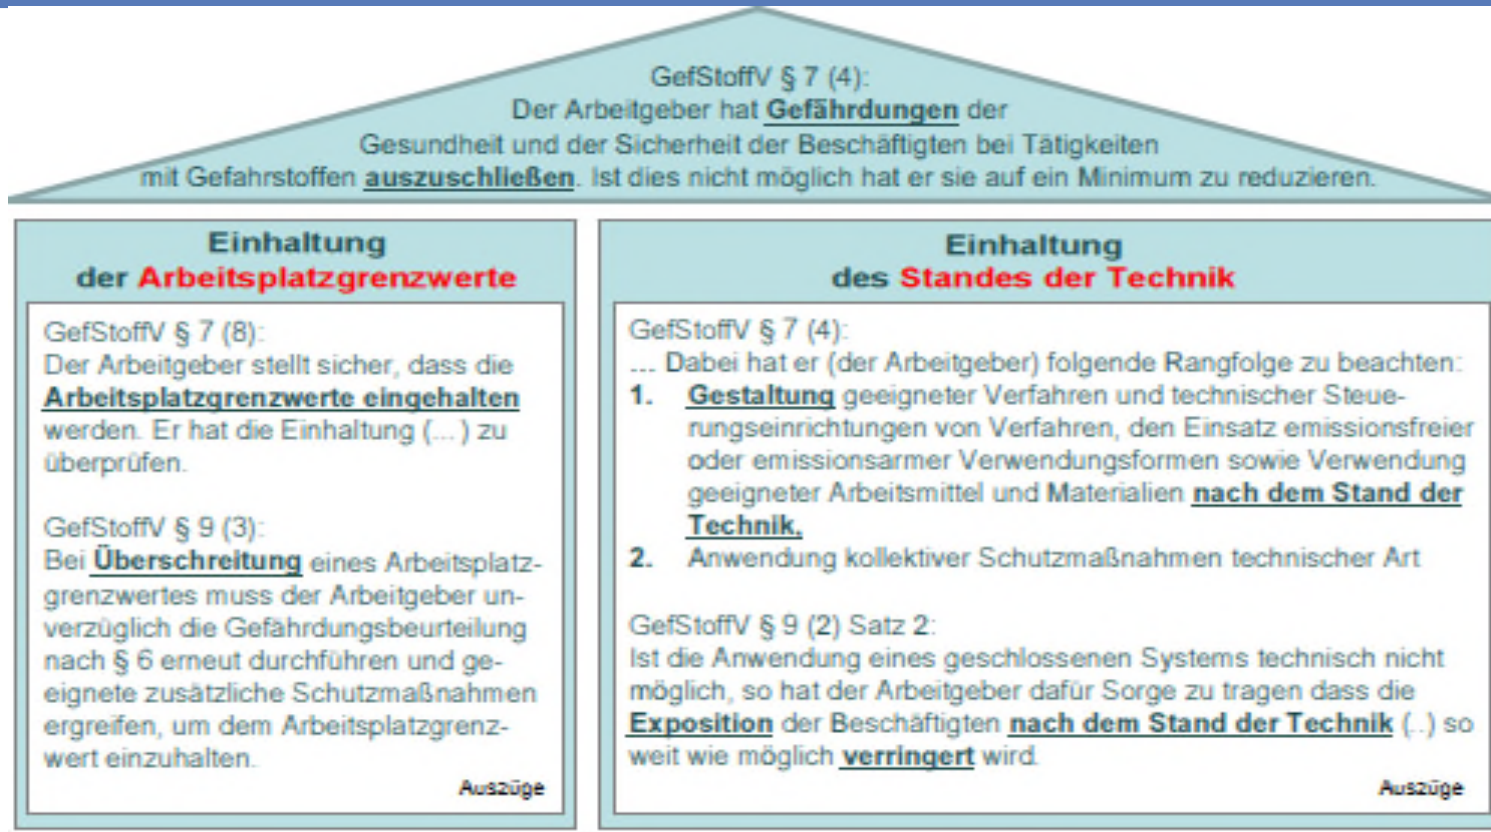 GefStoffV § 7 (4):
Der Arbeitgeber hat Gefährdungen der
Gesundheit und der Sicherheit der Beschäftigten bei Tätigkeiten
mit Gefahrstoffen auszuschließen. Ist dies nicht möglich hat er sie auf ein Minimum zu reduzieren.
Einhaltung
der Arbeitsplatzgrenzwerte
GefStoffV § 7 (8):
Der Arbeitgeber stellt sicher, dass die
Arbeitsplatzgrenzwerte eingehalten
werden. Er hat die Einhaltung (... ) zu
überprüfen.
GefStoffV § 9 (3):
Bei Überschreitung eines Arbeitsplatz-
grenzwertes muss der Arbeitgeber un-
verzüglich die Gefährdungsbeurteilung
nach § 6 erneut durchführen und ge-
eignete zusätzliche Schutzmaßnahmen
ergreifen, um dem Arbeitsplatzgrenz-
wert einzuhalten.
Auszüge
Einhaltung
des Standes der Technik
GefStoffV § 7 (4):
... Dabei hat er (der Arbeitgeber) folgende Rangfolge zu beachten:
1. Gestaltung geeigneter Verfahren und technischer Steue-
rungseinrichtungen von Verfahren, den Einsatz emissionsfreier
oder emissionsarmer Verwendungsformen sowie Verwendung
geeigneter Arbeitsmittel und Materialien nach dem Stand der
Technik,
2. Anwendung kollektiver Schutzmaßnahmen technischer Art
GefStoffV § 9 (2) Satz 2:
Ist die Anwendung eines geschlossenen Systems technisch nicht
möglich, so hat der Arbeitgeber dafür Sorge zu tragen dass die
Exposition der Beschäftigten nach dem Stand der Technik (..) so
weit wie möglich verringert wird.
Auszüge